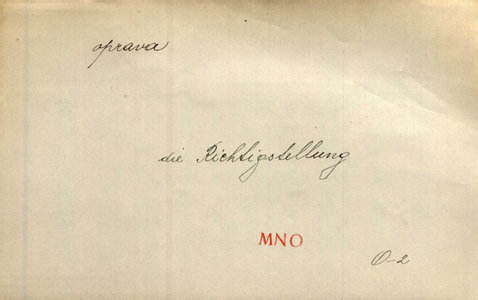 oprava
die Richtigstellung
MNO
O-2